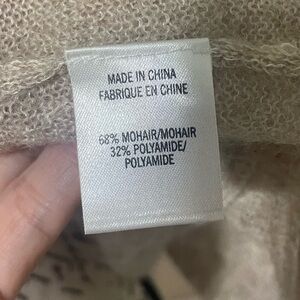 MADE IN CHINA
FABRIQUE EN CHINE
68% MOHAIR/MOHAIR
32% POLYAMIDE/
POLYAMIDE